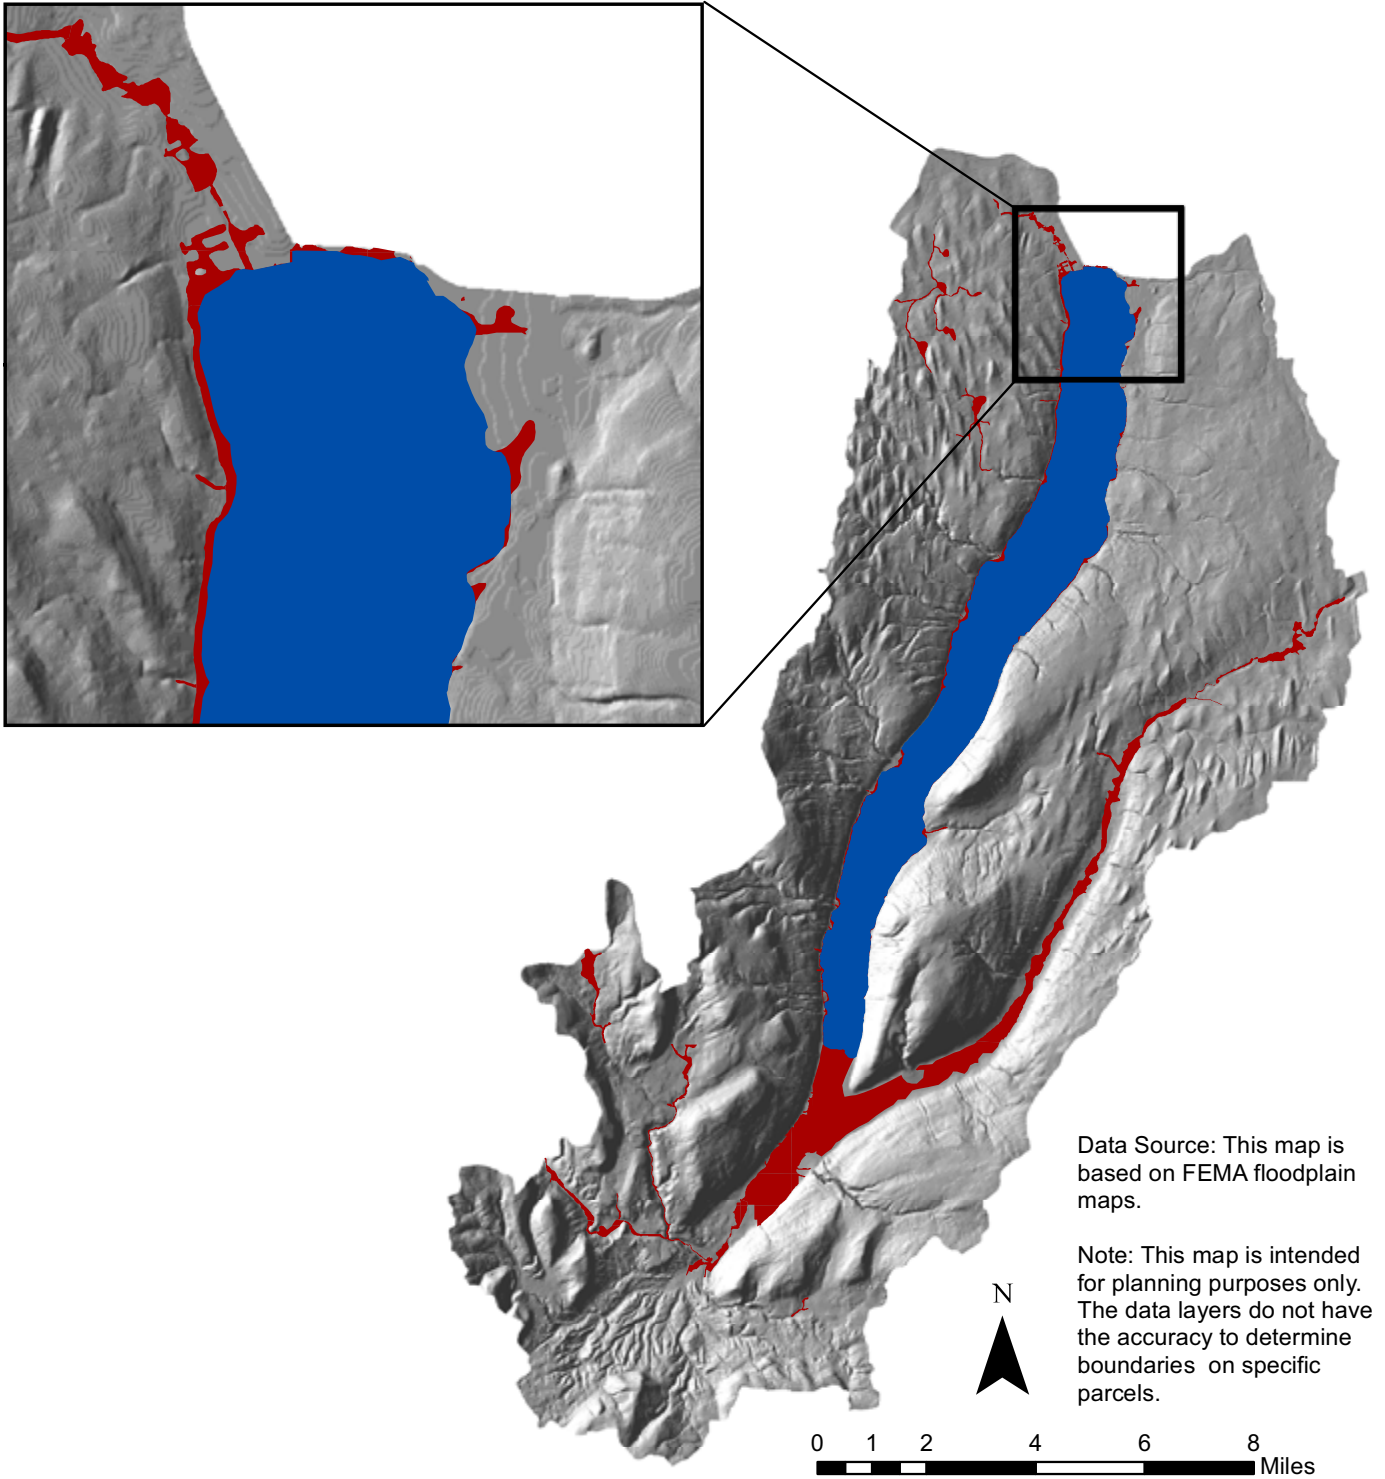 Data Source: This map is
based on FEMA floodplain
maps.
Note: This map is intended
for planning purposes only.
The data layers do not have
the accuracy to determine
boundaries on specific
parcels.
N
0 1 2 4 6 8
Miles